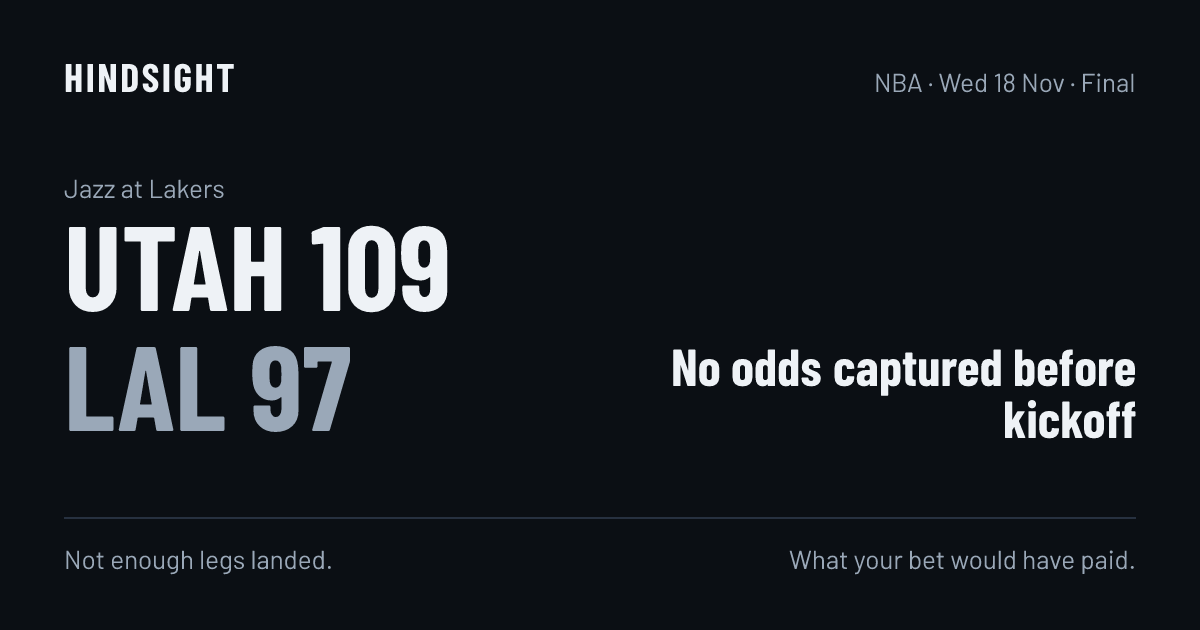 HINDSIGHT
NBA · Wed 18 Nov · Final
Jazz at Lakers
UTAH 109
LAL 97
No odds captured before
kickoff
Not enough legs landed.
What your bet would have paid.